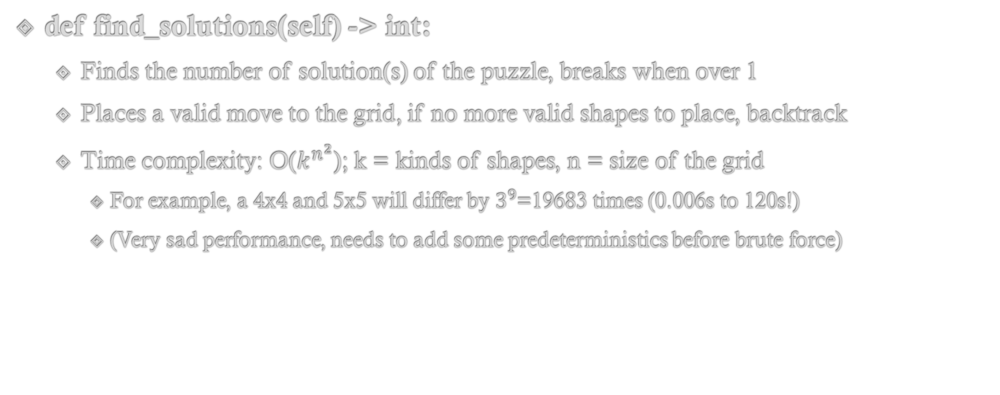 def find_solutions(self) -> int:
Finds the number of solution(s) of the puzzle, breaks when over 1
Places a valid move to the grid, if no more valid shapes to place, backtrack
Time complexity: O(k^{n^2}); k = kinds of shapes, n = size of the grid
For example, a 4x4 and 5x5 will differ by 3^9=19683 times (0.006s to 120s!)
(Very sad performance, needs to add some predeterministics before brute force)